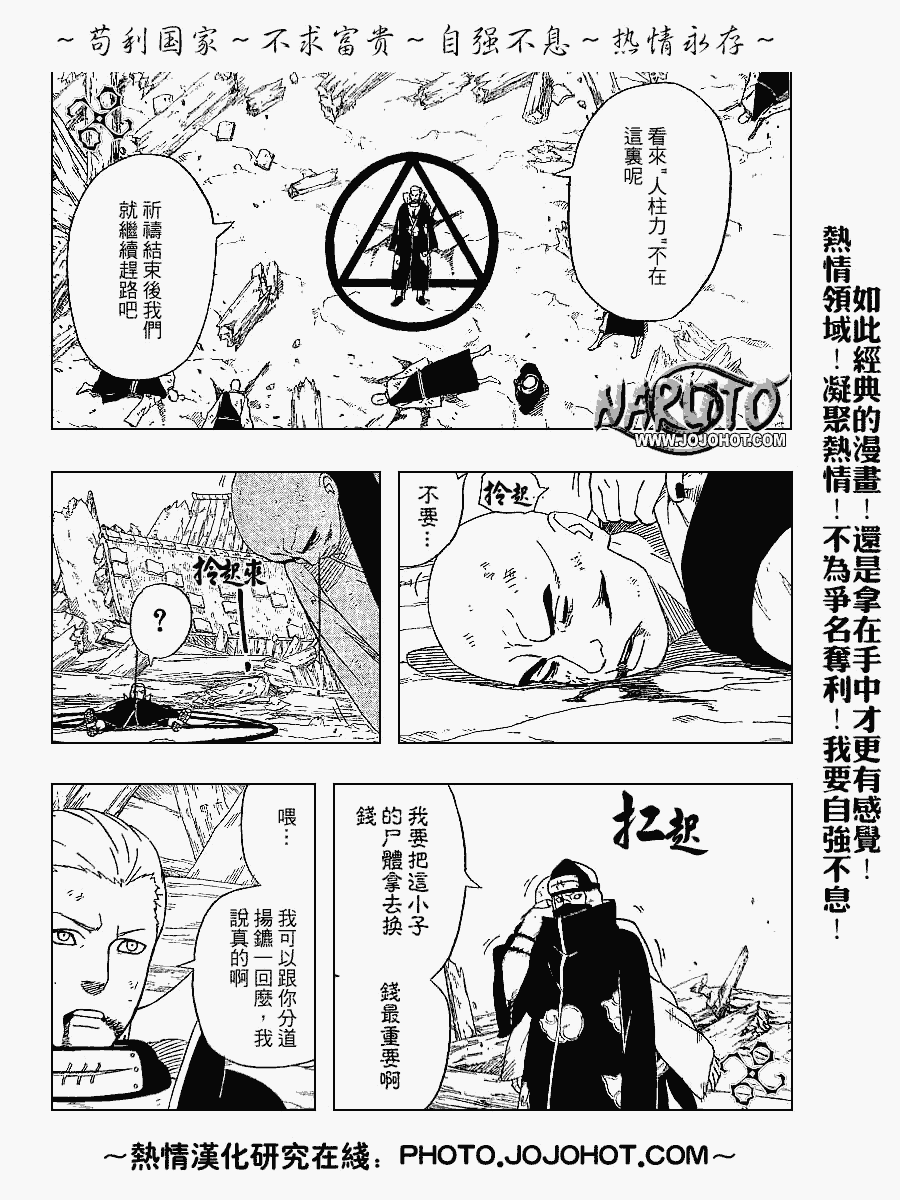 ～苟利国家～不求富贵～自强不息～热情永存～
看來"人柱力"不在
這裏呢
祈禱結束後我們
就繼續趕路吧
NARUTO
WWW.JOJOHOT.COM
拎起
不要…
拎起來
？
扛起
我要把這小子
的尸體拿去换
錢
錢最重要啊
喂…
我可以跟你分道
揚鑣一回麼，我
說真的啊
如此經典的漫畫！還是拿在手中才更有感覺！
熱情領域！凝聚熱情！不為爭名奪利！我要自強不息！
～熱情漢化研究在綫：PHOTO.JOJOHOT.COM～